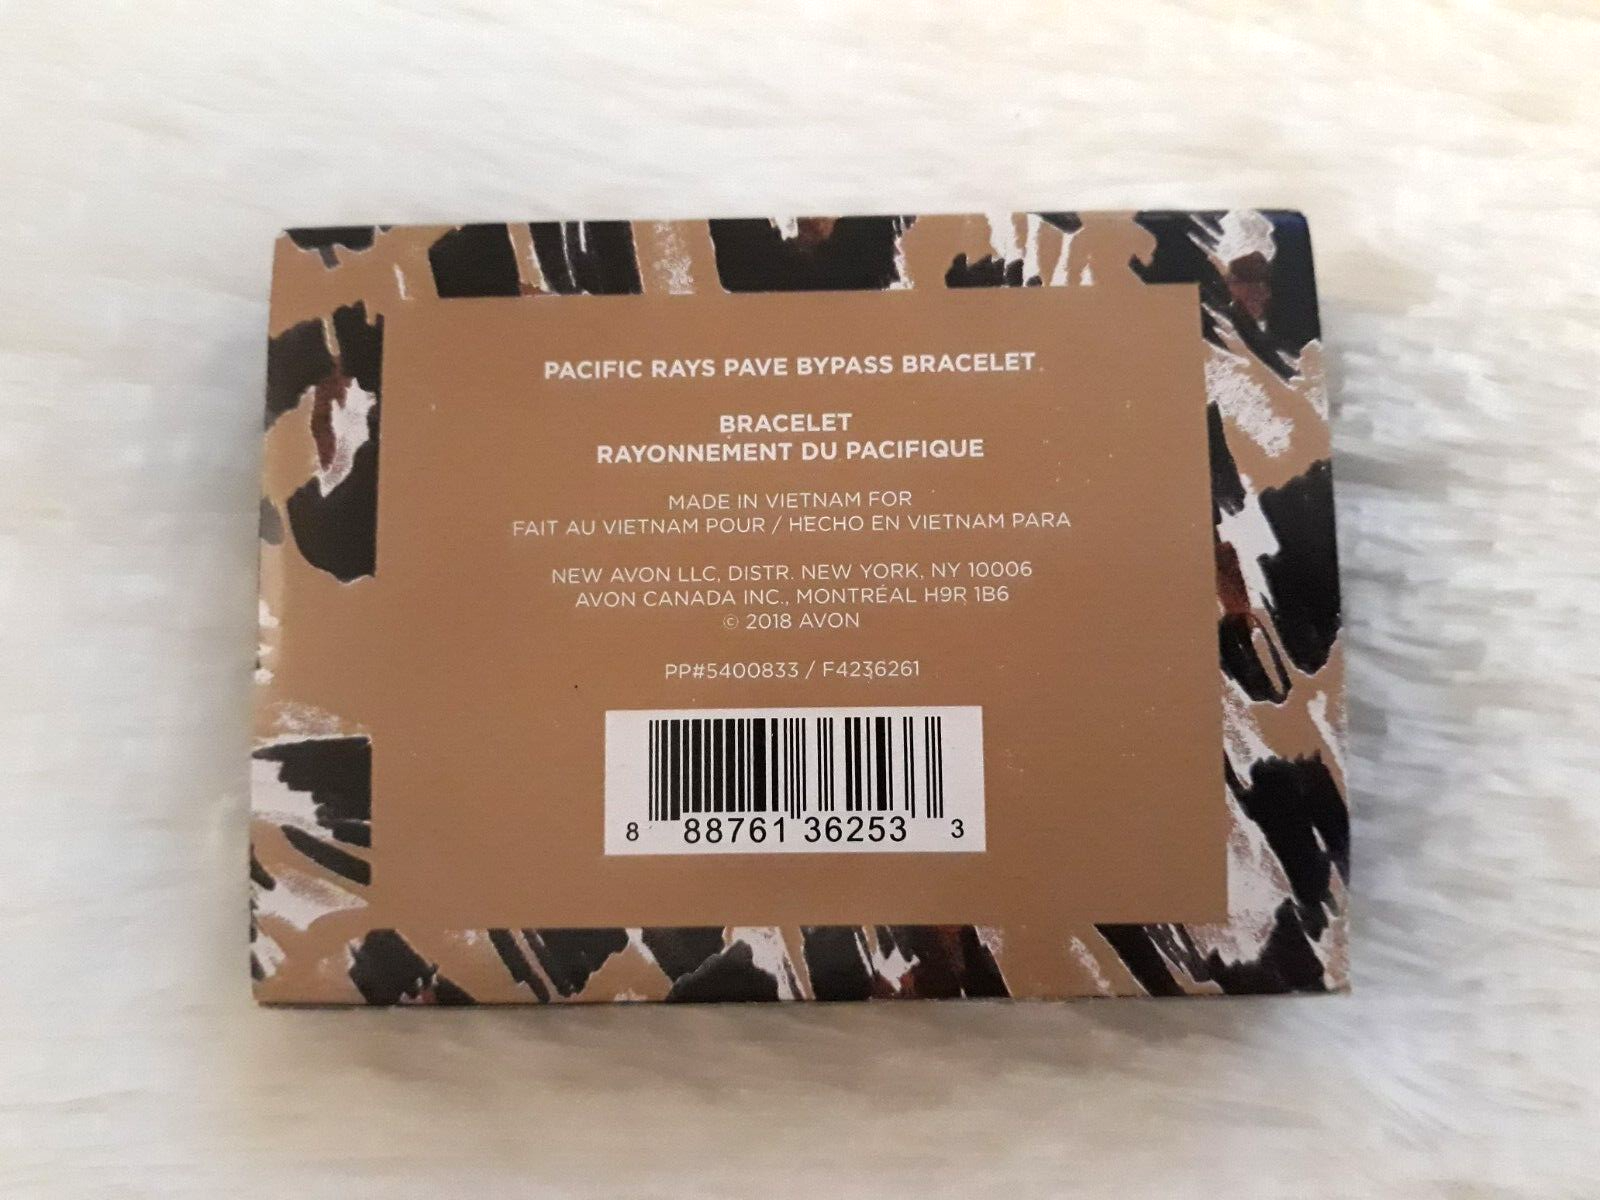 PACIFIC RAYS PAVE BYPASS BRACELET
BRACELET
RAYONNEMENT DU PACIFIQUE
MADE IN VIETNAM FOR
FAIT AU VIETNAM POUR / HECHO EN VIETNAM PARA
NEW AVON LLC, DISTR. NEW YORK, NY 10006
AVON CANADA INC., MONTRÉAL H9R 1B6
© 2018 AVON
PP#5400833 / F4236261
8 88761 36253 3